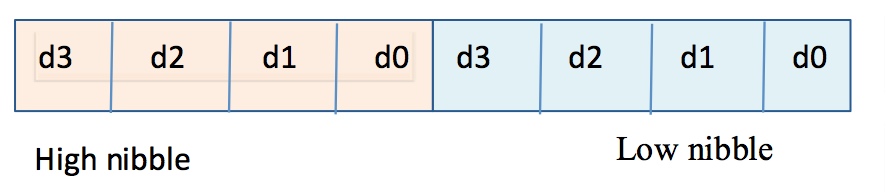 d3 d2 d1 d0 d3 d2 d1 d0
High nibble Low nibble